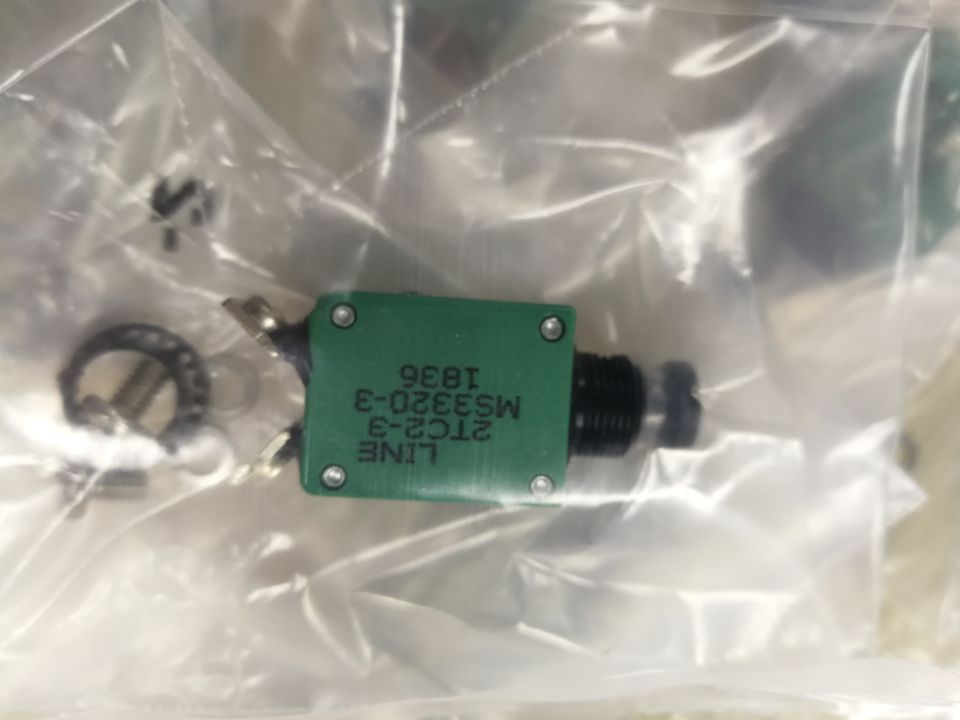 LINE
2TC2-3
MS3320-3
1836